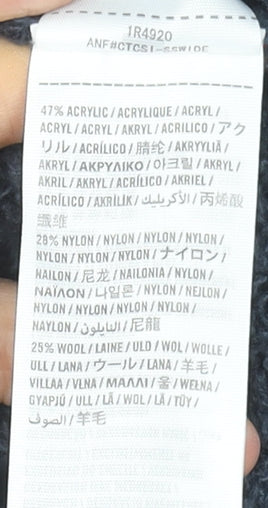 1R4920
ANF#CTCSI-SSWIDE
47% ACRYLIC / ACRYLIQUE / ACRYL /
ACRYL / ACRYL / AKRYL / ACRILICO / アク
リル / ACRÍLICO / 腈纶 / AKRYYLIÄ /
AKRYL / ΑΚΡΥΛΙΚΟ / 아크릴 / AKRYL /
AKRIL / AKRYL / ACRÍLICO / AKRIEL /
ACRÍLICO / AKRİLİK / الأكريليك / 丙烯酸
纖維
28% NYLON / NYLON / NYLON / NYLON /
NYLON / NYLON / NYLON / ナイロン /
NAILON / 尼龙 / NAILONIA / NYLON /
ΝΑΪΛΟΝ / 나일론 / NYLON / NEJLON /
NYLON / NYLON / NYLON / NYLON /
NAYLON / النايلون / 尼龍
25% WOOL / LAINE / ULD / WOL / WOLLE /
ULL / LANA / ウール / LANA / 羊毛 /
VILLAA / VLNA / ΜΑΛΛΙ / 울 / WEŁNA /
GYAPJÚ / ULL / LÃ / WOL / LÃ / TÜY /
الصوف / 羊毛